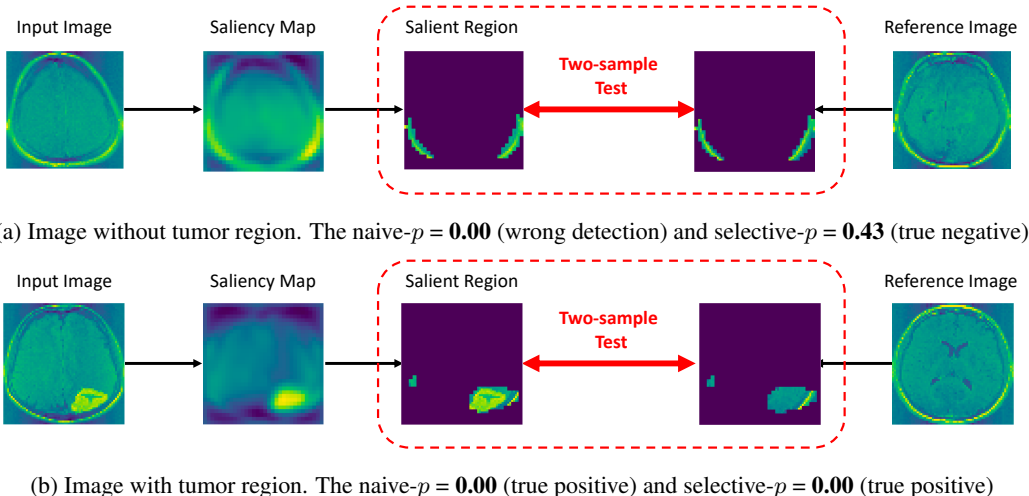 Input Image Saliency Map Salient Region Reference Image
Two-sample
Test
a) Image without tumor region. The naive-p = 0.00 (wrong detection) and selective-p = 0.43 (true negative)
Input Image Saliency Map Salient Region Reference Image
Two-sample
Test
(b) Image with tumor region. The naive-p = 0.00 (true positive) and selective-p = 0.00 (true positive)